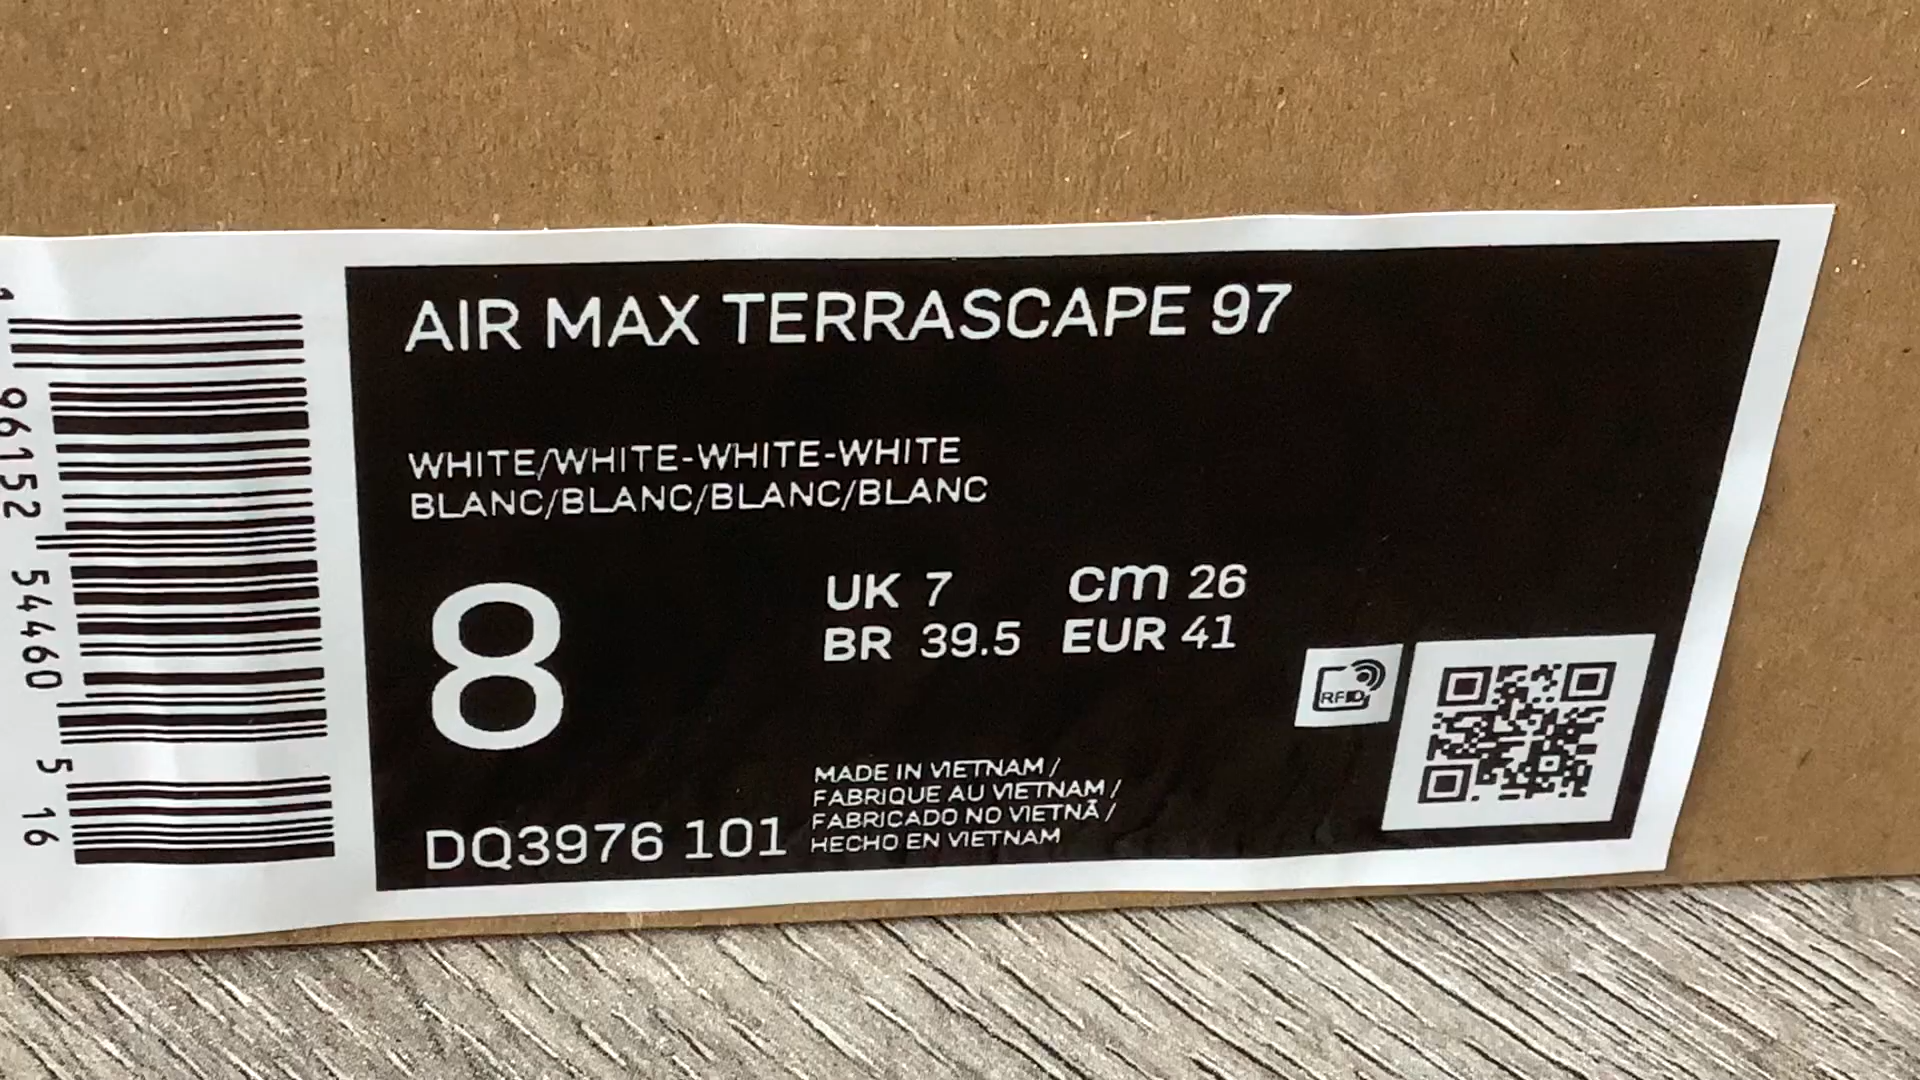 1 96152 54460 5 16
AIR MAX TERRASCAPE 97
WHITE/WHITE-WHITE-WHITE
BLANC/BLANC/BLANC/BLANC
8
UK 7 cm 26
BR 39.5 EUR 41
RFID
DQ3976 101
MADE IN VIETNAM /
FABRIQUE AU VIETNAM /
FABRICADO NO VIETNÃ /
HECHO EN VIETNAM